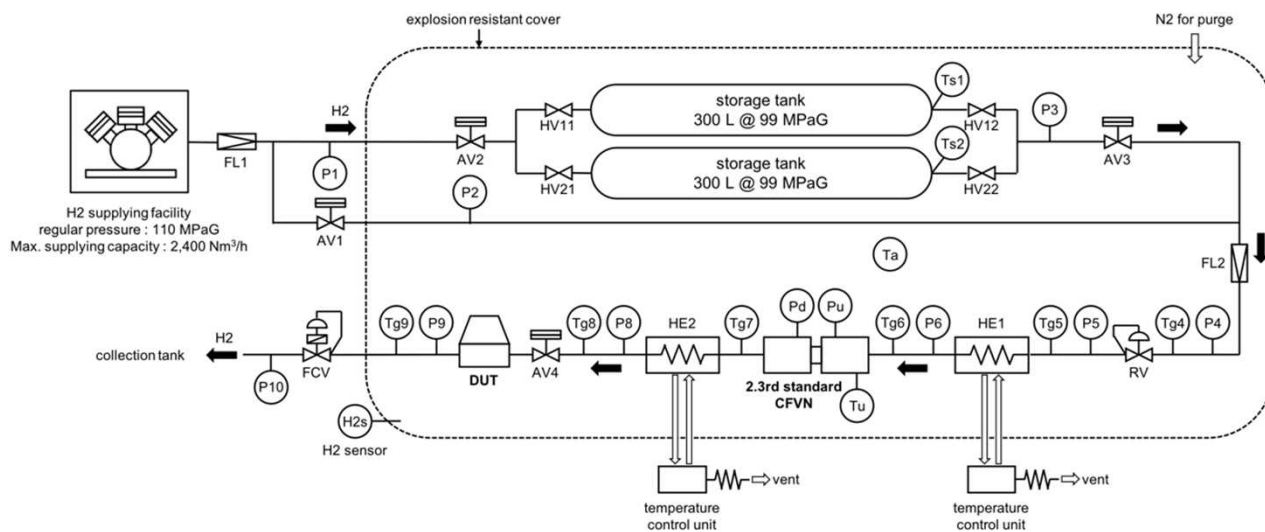 explosion resistant cover
N2 for purge
H2
storage tank
300 L @ 99 MPaG
Ts1
HV11
HV12
P3
FL1
P1
AV2
AV3
storage tank
300 L @ 99 MPaG
Ts2
HV21
HV22
P2
H2 supplying facility
regular pressure : 110 MPaG
Max. supplying capacity : 2,400 Nm3/h
AV1
Ta
FL2
H2
collection tank
FCV
P10
Tg9
P9
DUT
AV4
Tg8
P8
HE2
Tg7
Pd
Pu
2.3rd standard
CFVN
Tu
Tg6
P6
HE1
Tg5
P5
RV
Tg4
P4
H2s
H2 sensor
vent
temperature
control unit
vent
temperature
control unit